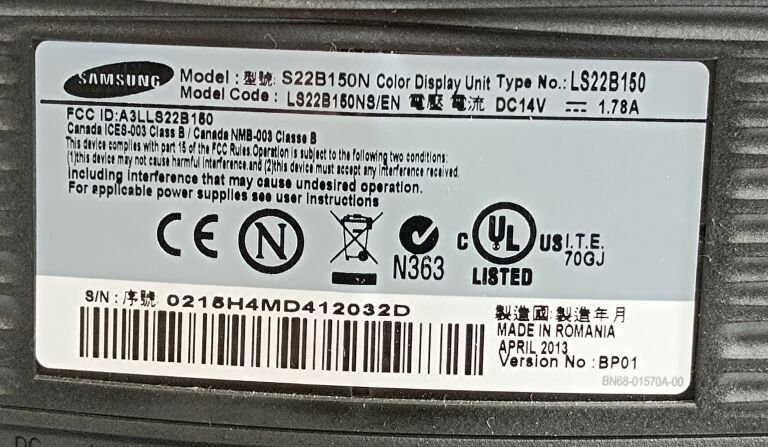 SAMSUNG
Model : 型號: S22B150N Color Display Unit Type No.: LS22B150
Model Code : LS22B150NS/EN 電壓 電流 DC14V ⎓ 1.78A
FCC ID:A3LLS22B150
Canada ICES-003 Class B / Canada NMB-003 Classe B
This device complies with part 15 of the FCC Rules.Operation is subject to the following two conditions:
(1)this device may not cause harmful interference.and (2)this device must accept any interference received.
including interference that may cause undesired operation.
For applicable power supplies see user instructions
CE N N363 C UL US LISTED I.T.E. 70GJ
S/N : 序號: 0215H4MD412032D
製造國:製造年月
MADE IN ROMANIA
APRIL 2013
Version No : BP01
BN68-01570A-00
DC